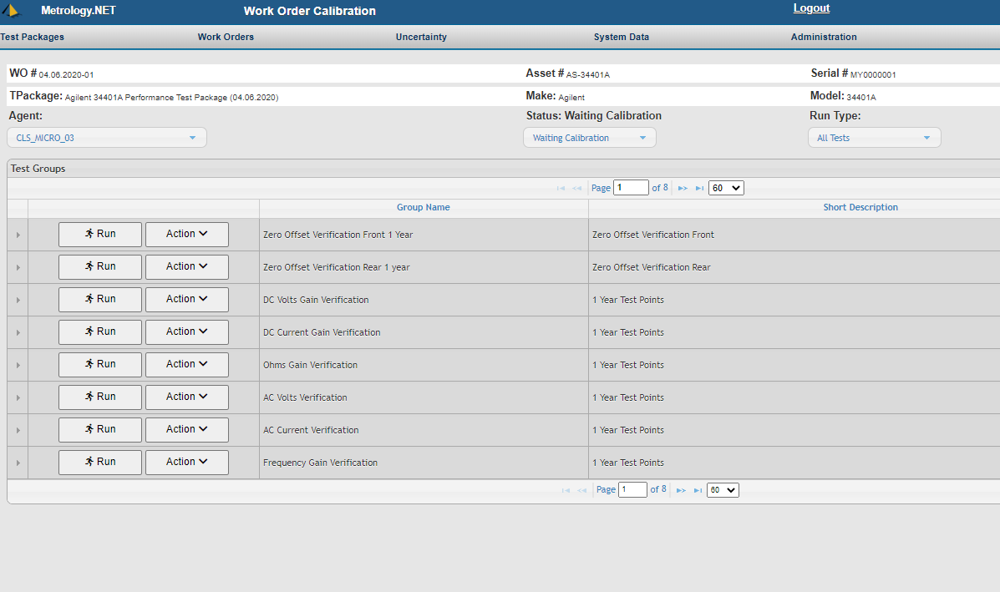 Metrology.NET Work Order Calibration Logout
Test Packages Work Orders Uncertainty System Data Administration
WO # 04.06.2020-01 Asset # AS-34401A Serial # MY0000001
TPackage: Agilent 34401A Performance Test Package (04.06.2020) Make: Agilent Model: 34401A
Agent: Status: Waiting Calibration Run Type:
CLS_MICRO_03 Waiting Calibration All Tests
Test Groups
Page 1 of 8 60
Group Name Short Description
Run Action Zero Offset Verification Front 1 Year Zero Offset Verification Front
Run Action Zero Offset Verification Rear 1 year Zero Offset Verification Rear
Run Action DC Volts Gain Verification 1 Year Test Points
Run Action DC Current Gain Verification 1 Year Test Points
Run Action Ohms Gain Verification 1 Year Test Points
Run Action AC Volts Verification 1 Year Test Points
Run Action AC Current Verification 1 Year Test Points
Run Action Frequency Gain Verification 1 Year Test Points
Page 1 of 8 60